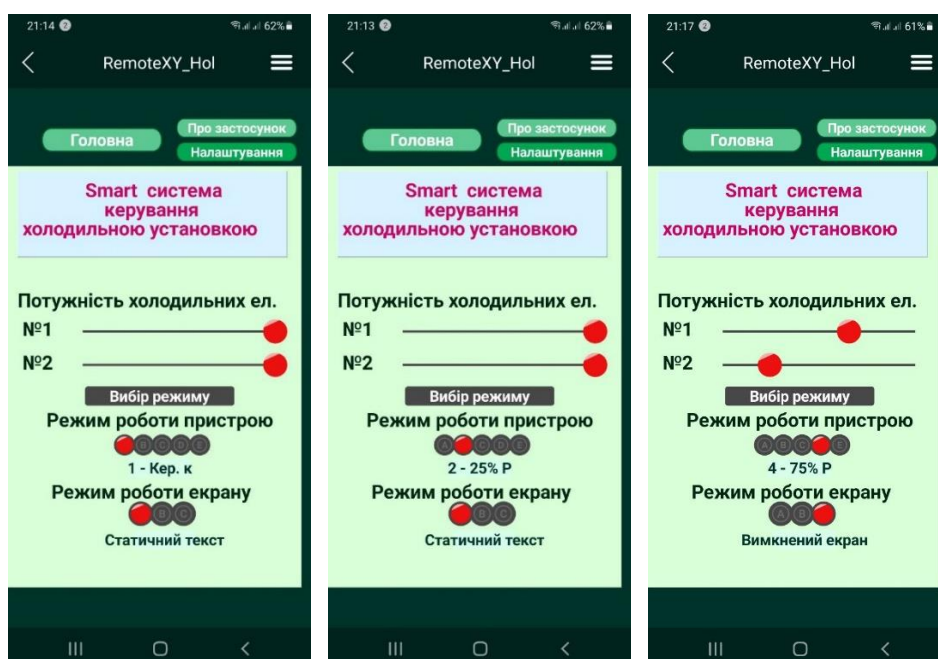 21:14 2 62%
RemoteXY_Hol
Про застосунок
Головна
Налаштування
Smart система
керування
холодильною установкою
Потужність холодильних ел.
№1
№2
Вибір режиму
Режим роботи пристрою
B C D E
1 - Кер. к
Режим роботи екрану
B C
Статичний текст
21:13 2 62%
RemoteXY_Hol
Про застосунок
Головна
Налаштування
Smart система
керування
холодильною установкою
Потужність холодильних ел.
№1
№2
Вибір режиму
Режим роботи пристрою
A C D E
2 - 25% P
Режим роботи екрану
B C
Статичний текст
21:17 2 61%
RemoteXY_Hol
Про застосунок
Головна
Налаштування
Smart система
керування
холодильною установкою
Потужність холодильних ел.
№1
№2
Вибір режиму
Режим роботи пристрою
A B C E
4 - 75% P
Режим роботи екрану
A B
Вимкнений екран